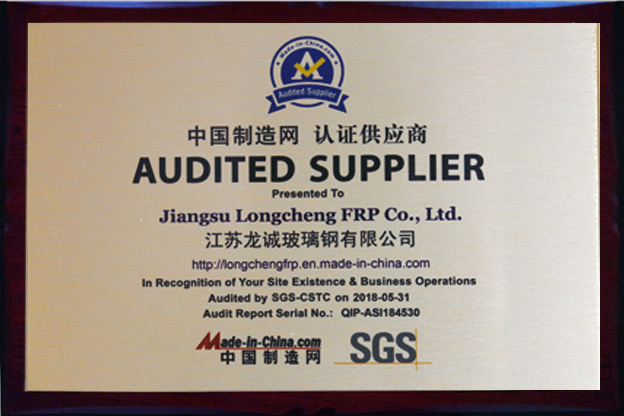 Made-in-China.com
Audited Supplier
中国制造网 认证供应商
AUDITED SUPPLIER
Presented To
Jiangsu Longcheng FRP Co., Ltd.
江苏龙诚玻璃钢有限公司
http://longchengfrp.en.made-in-china.com
In Recognition of Your Site Existence & Business Operations
Audited by SGS-CSTC on 2018-05-31
Audit Report Serial No.: QIP-ASI184530
Made-in-China.com SGS
中国制造网